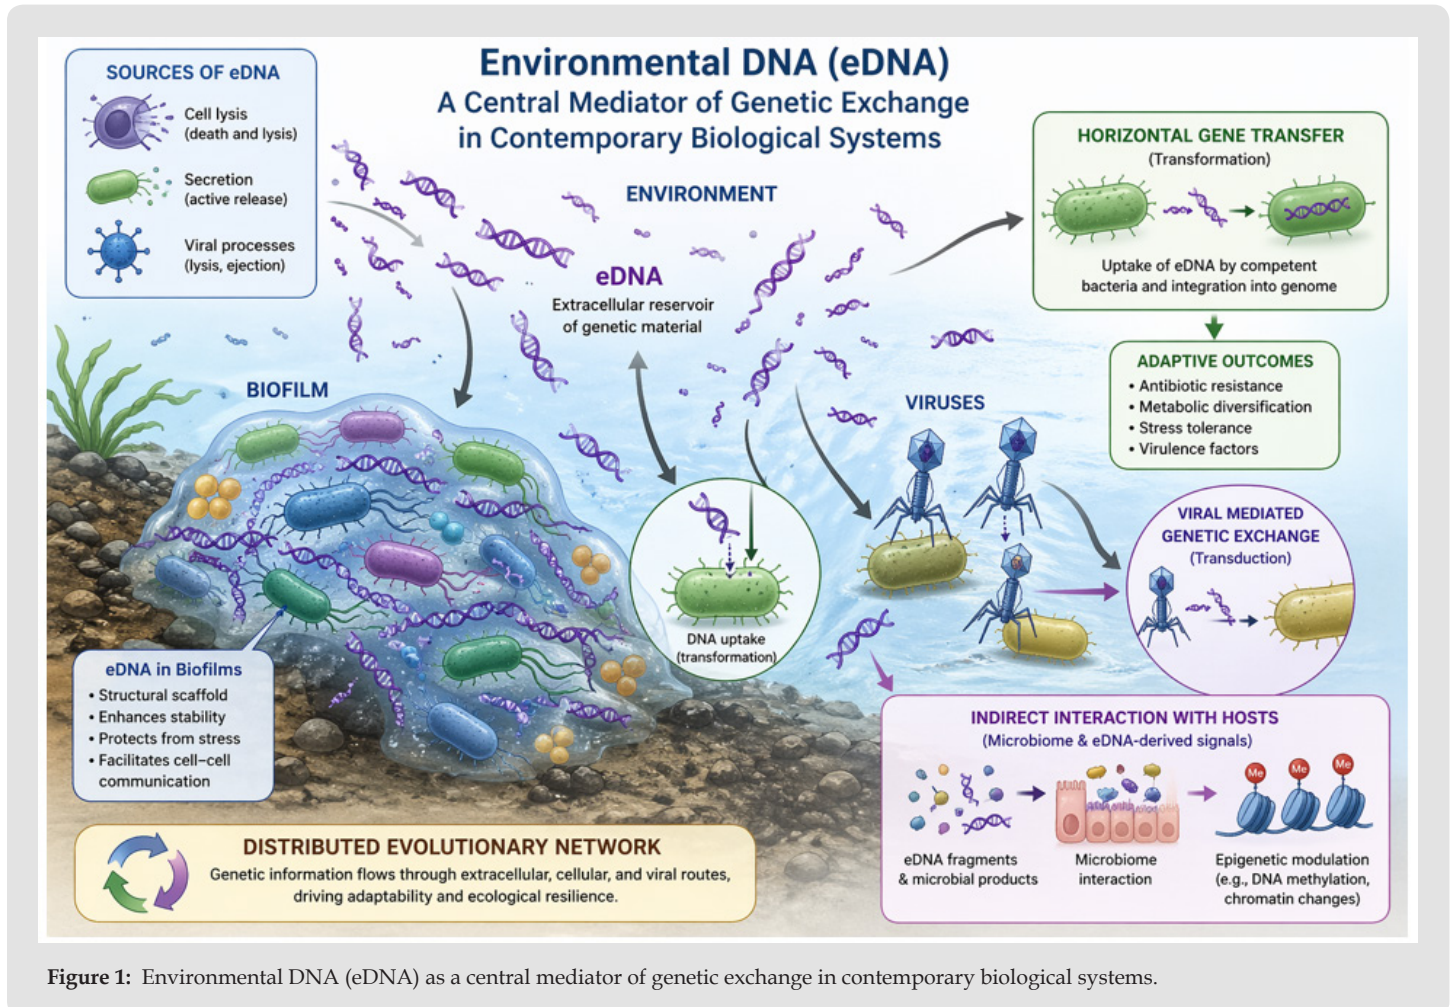 Environmental DNA (eDNA)
A Central Mediator of Genetic Exchange
in Contemporary Biological Systems
SOURCES OF eDNA
Cell lysis
(death and lysis)
Secretion
(active release)
Viral processes
(lysis, ejection)
ENVIRONMENT
eDNA
Extracellular reservoir
of genetic material
HORIZONTAL GENE TRANSFER
(Transformation)
Uptake of eDNA by competent
bacteria and integration into genome
ADAPTIVE OUTCOMES
• Antibiotic resistance
• Metabolic diversification
• Stress tolerance
• Virulence factors
BIOFILM
VIRUSES
DNA uptake
(transformation)
VIRAL MEDIATED
GENETIC EXCHANGE
(Transduction)
eDNA in Biofilms
• Structural scaffold
• Enhances stability
• Protects from stress
• Facilitates cell–cell
communication
INDIRECT INTERACTION WITH HOSTS
(Microbiome & eDNA-derived signals)
Me
Me
Me
eDNA fragments
& microbial products
Microbiome
interaction
Epigenetic modulation
(e.g., DNA methylation,
chromatin changes)
DISTRIBUTED EVOLUTIONARY NETWORK
Genetic information flows through extracellular, cellular, and viral routes,
driving adaptability and ecological resilience.
Figure 1: Environmental DNA (eDNA) as a central mediator of genetic exchange in contemporary biological systems.